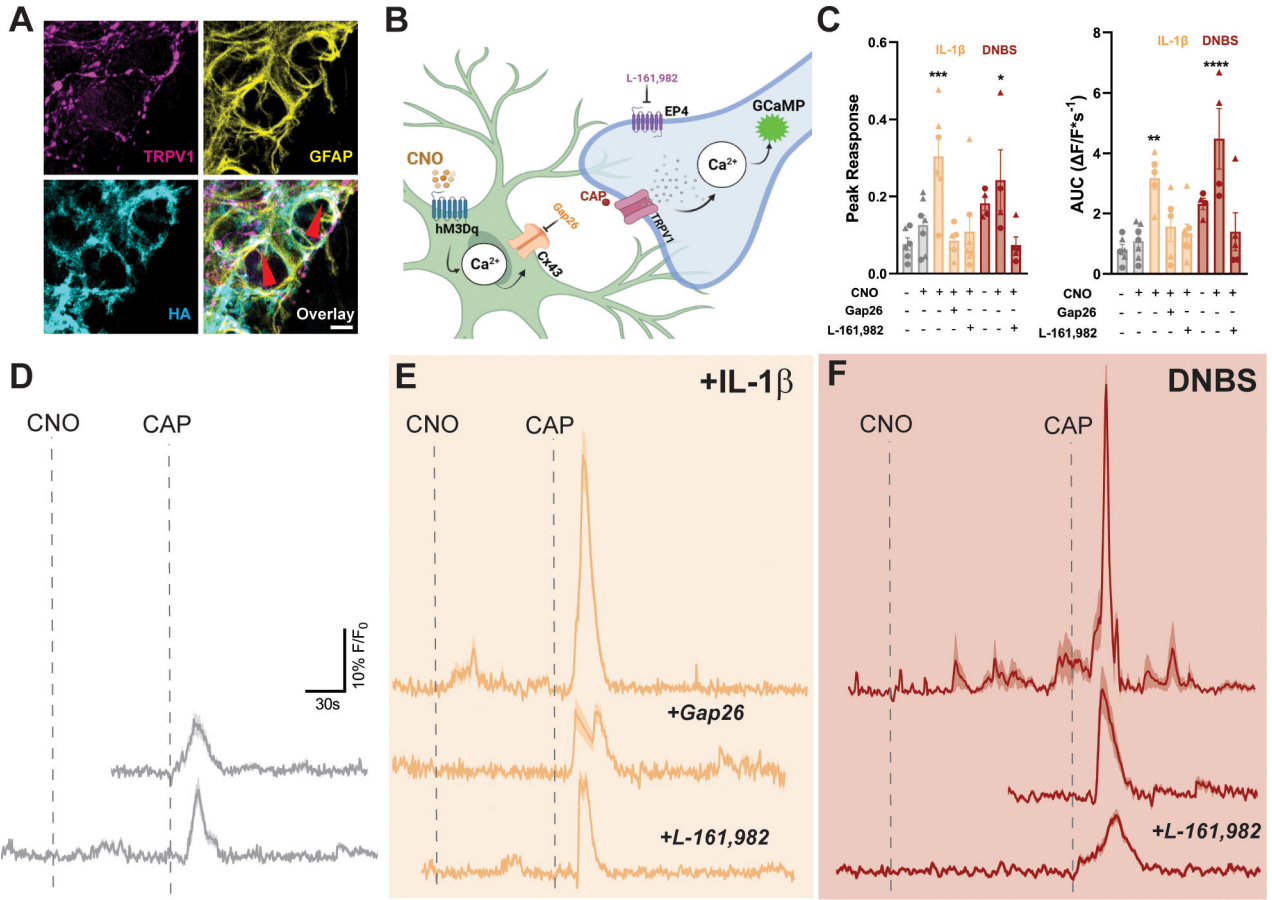 A
TRPV1
GFAP
HA
Overlay
B
L-161,982
EP4
GCaMP
CNO
Ca2+
CAP
Gap26
TRPV1
hM3Dq
Ca2+
Cx43
C
IL-1β DNBS
***
*
Peak Reasponse
0.6
0.4
0.2
0.0
CNO - + + + + - + +
Gap26 +
L-161,982 - - - + - - +
IL-1β DNBS
**
****
AUC (ΔF/F*s-1)
8
6
4
2
0
CNO - + + + + - + +
Gap26 +
L-161,982 - - - + - - +
D
CNO CAP
10% F/F0
30s
E
+IL-1β
CNO CAP
+Gap26
+L-161,982
F
DNBS
CNO CAP
+L-161,982